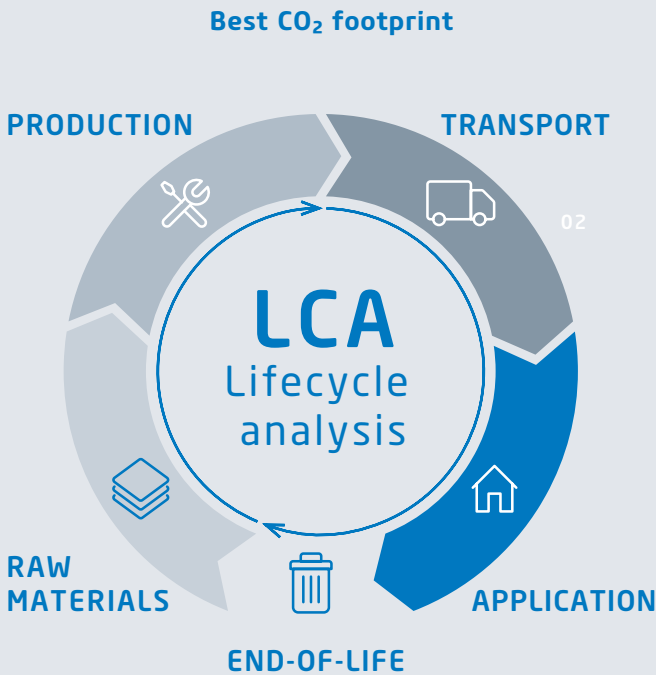 Best CO₂ footprint
PRODUCTION
TRANSPORT
02
LCA
Lifecycle
analysis
RAW
MATERIALS
APPLICATION
END-OF-LIFE